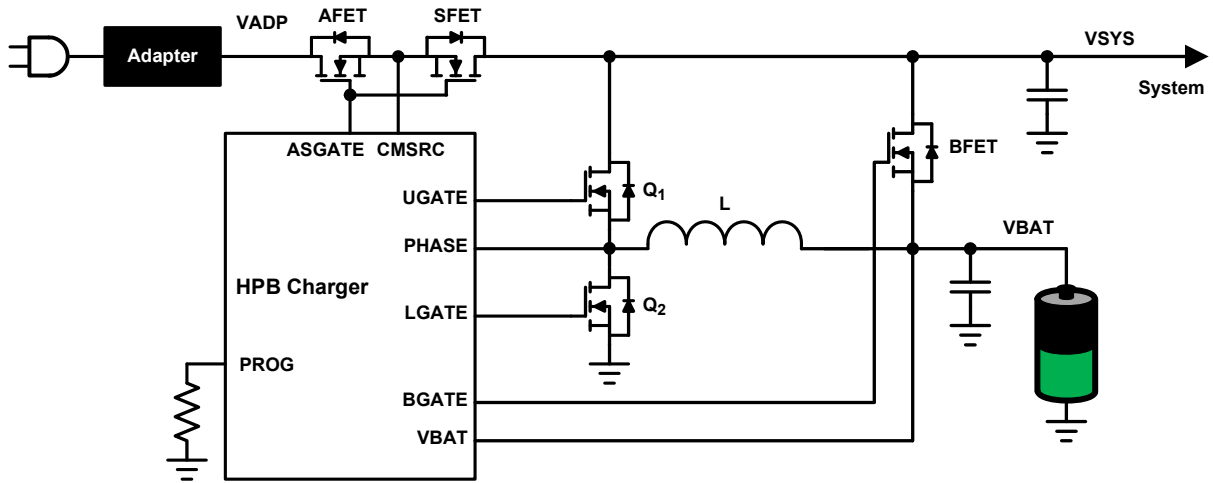 AFET
SFET
VADP
VSYS
Adapter
System
ASGATE CMSRC
BFET
UGATE
Q1
L
VBAT
PHASE
HPB Charger
LGATE
Q2
PROG
BGATE
VBAT